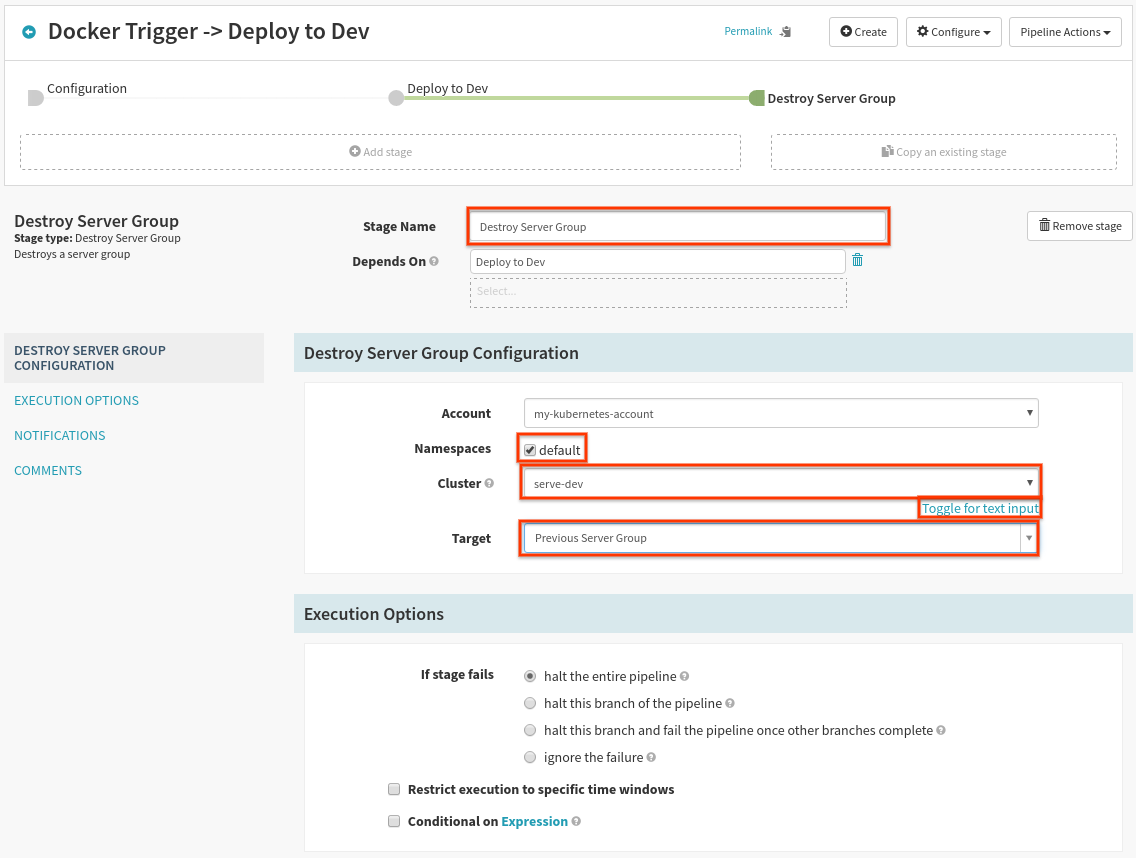 Docker Trigger -> Deploy to Dev
Permalink
Create
Configure
Pipeline Actions
Configuration
Deploy to Dev
Destroy Server Group
Add stage
Copy an existing stage
Destroy Server Group
Stage type: Destroy Server Group
Destroys a server group
Stage Name
Destroy Server Group
Remove stage
Depends On
Deploy to Dev
Select...
DESTROY SERVER GROUP
CONFIGURATION
EXECUTION OPTIONS
NOTIFICATIONS
COMMENTS
Destroy Server Group Configuration
Account
my-kubernetes-account
Namespaces
default
Cluster
serve-dev
Toggle for text input
Target
Previous Server Group
Execution Options
If stage fails
halt the entire pipeline
halt this branch of the pipeline
halt this branch and fail the pipeline once other branches complete
ignore the failure
Restrict execution to specific time windows
Conditional on Expression